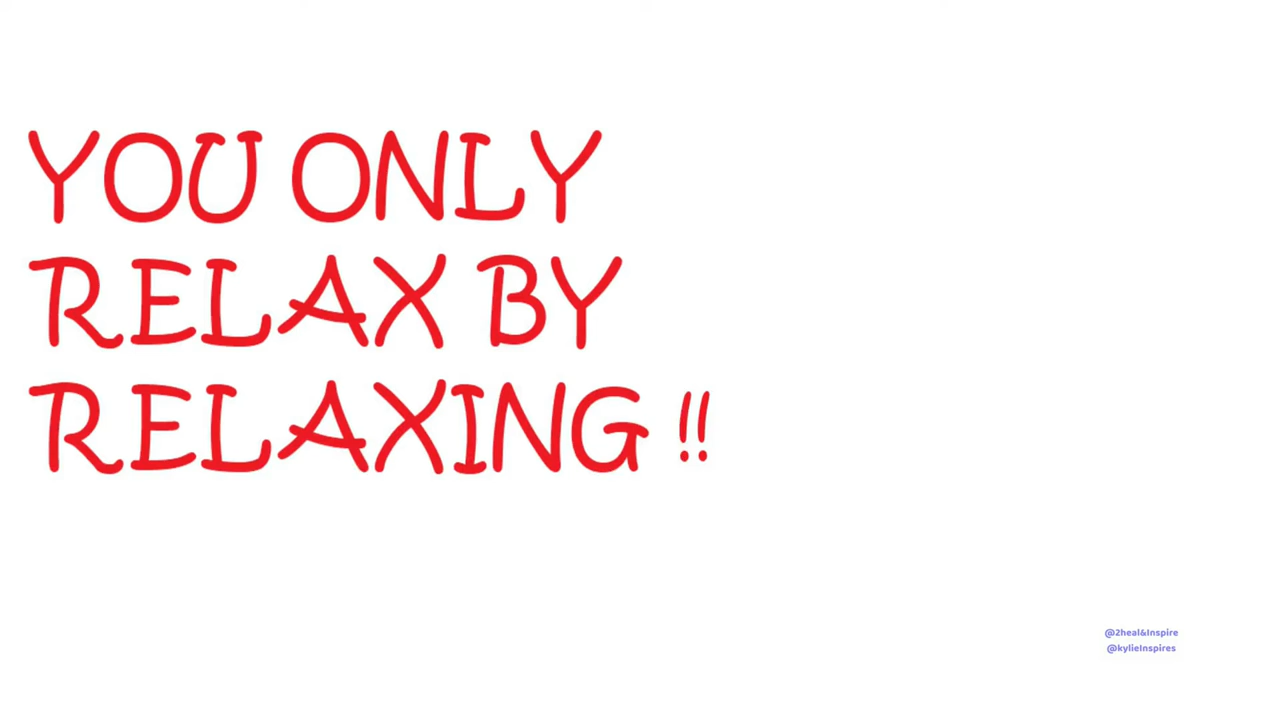 YOU ONLY
RELAX BY
RELAXING !!
@2heal&Inspire
@kylieInspires